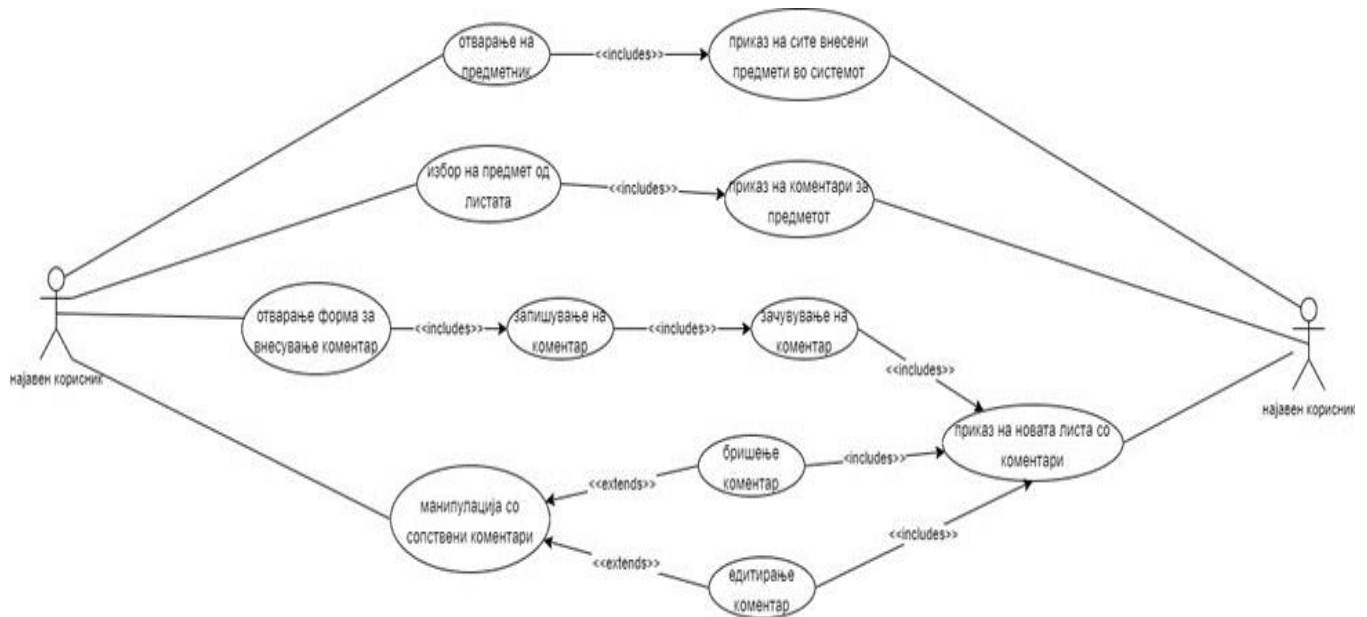 отварање на
предметник
<<includes>>
приказ на сите внесени
предмети во системот
избор на предмет од
листата
<<includes>>
приказ на коментари за
предметот
најавен корисник
отварање форма за
внесување коментар
<<includes>>
запишување на
коментар
<<includes>>
зачувување на
коментар
<<includes>>
најавен корисник
приказ на новата листа со
коментари
бришење
коментар
<includes>>
<<extends>>
манипулација со
сопствени коментари
<<includes>>
<<extends>>
едитирање
коментар